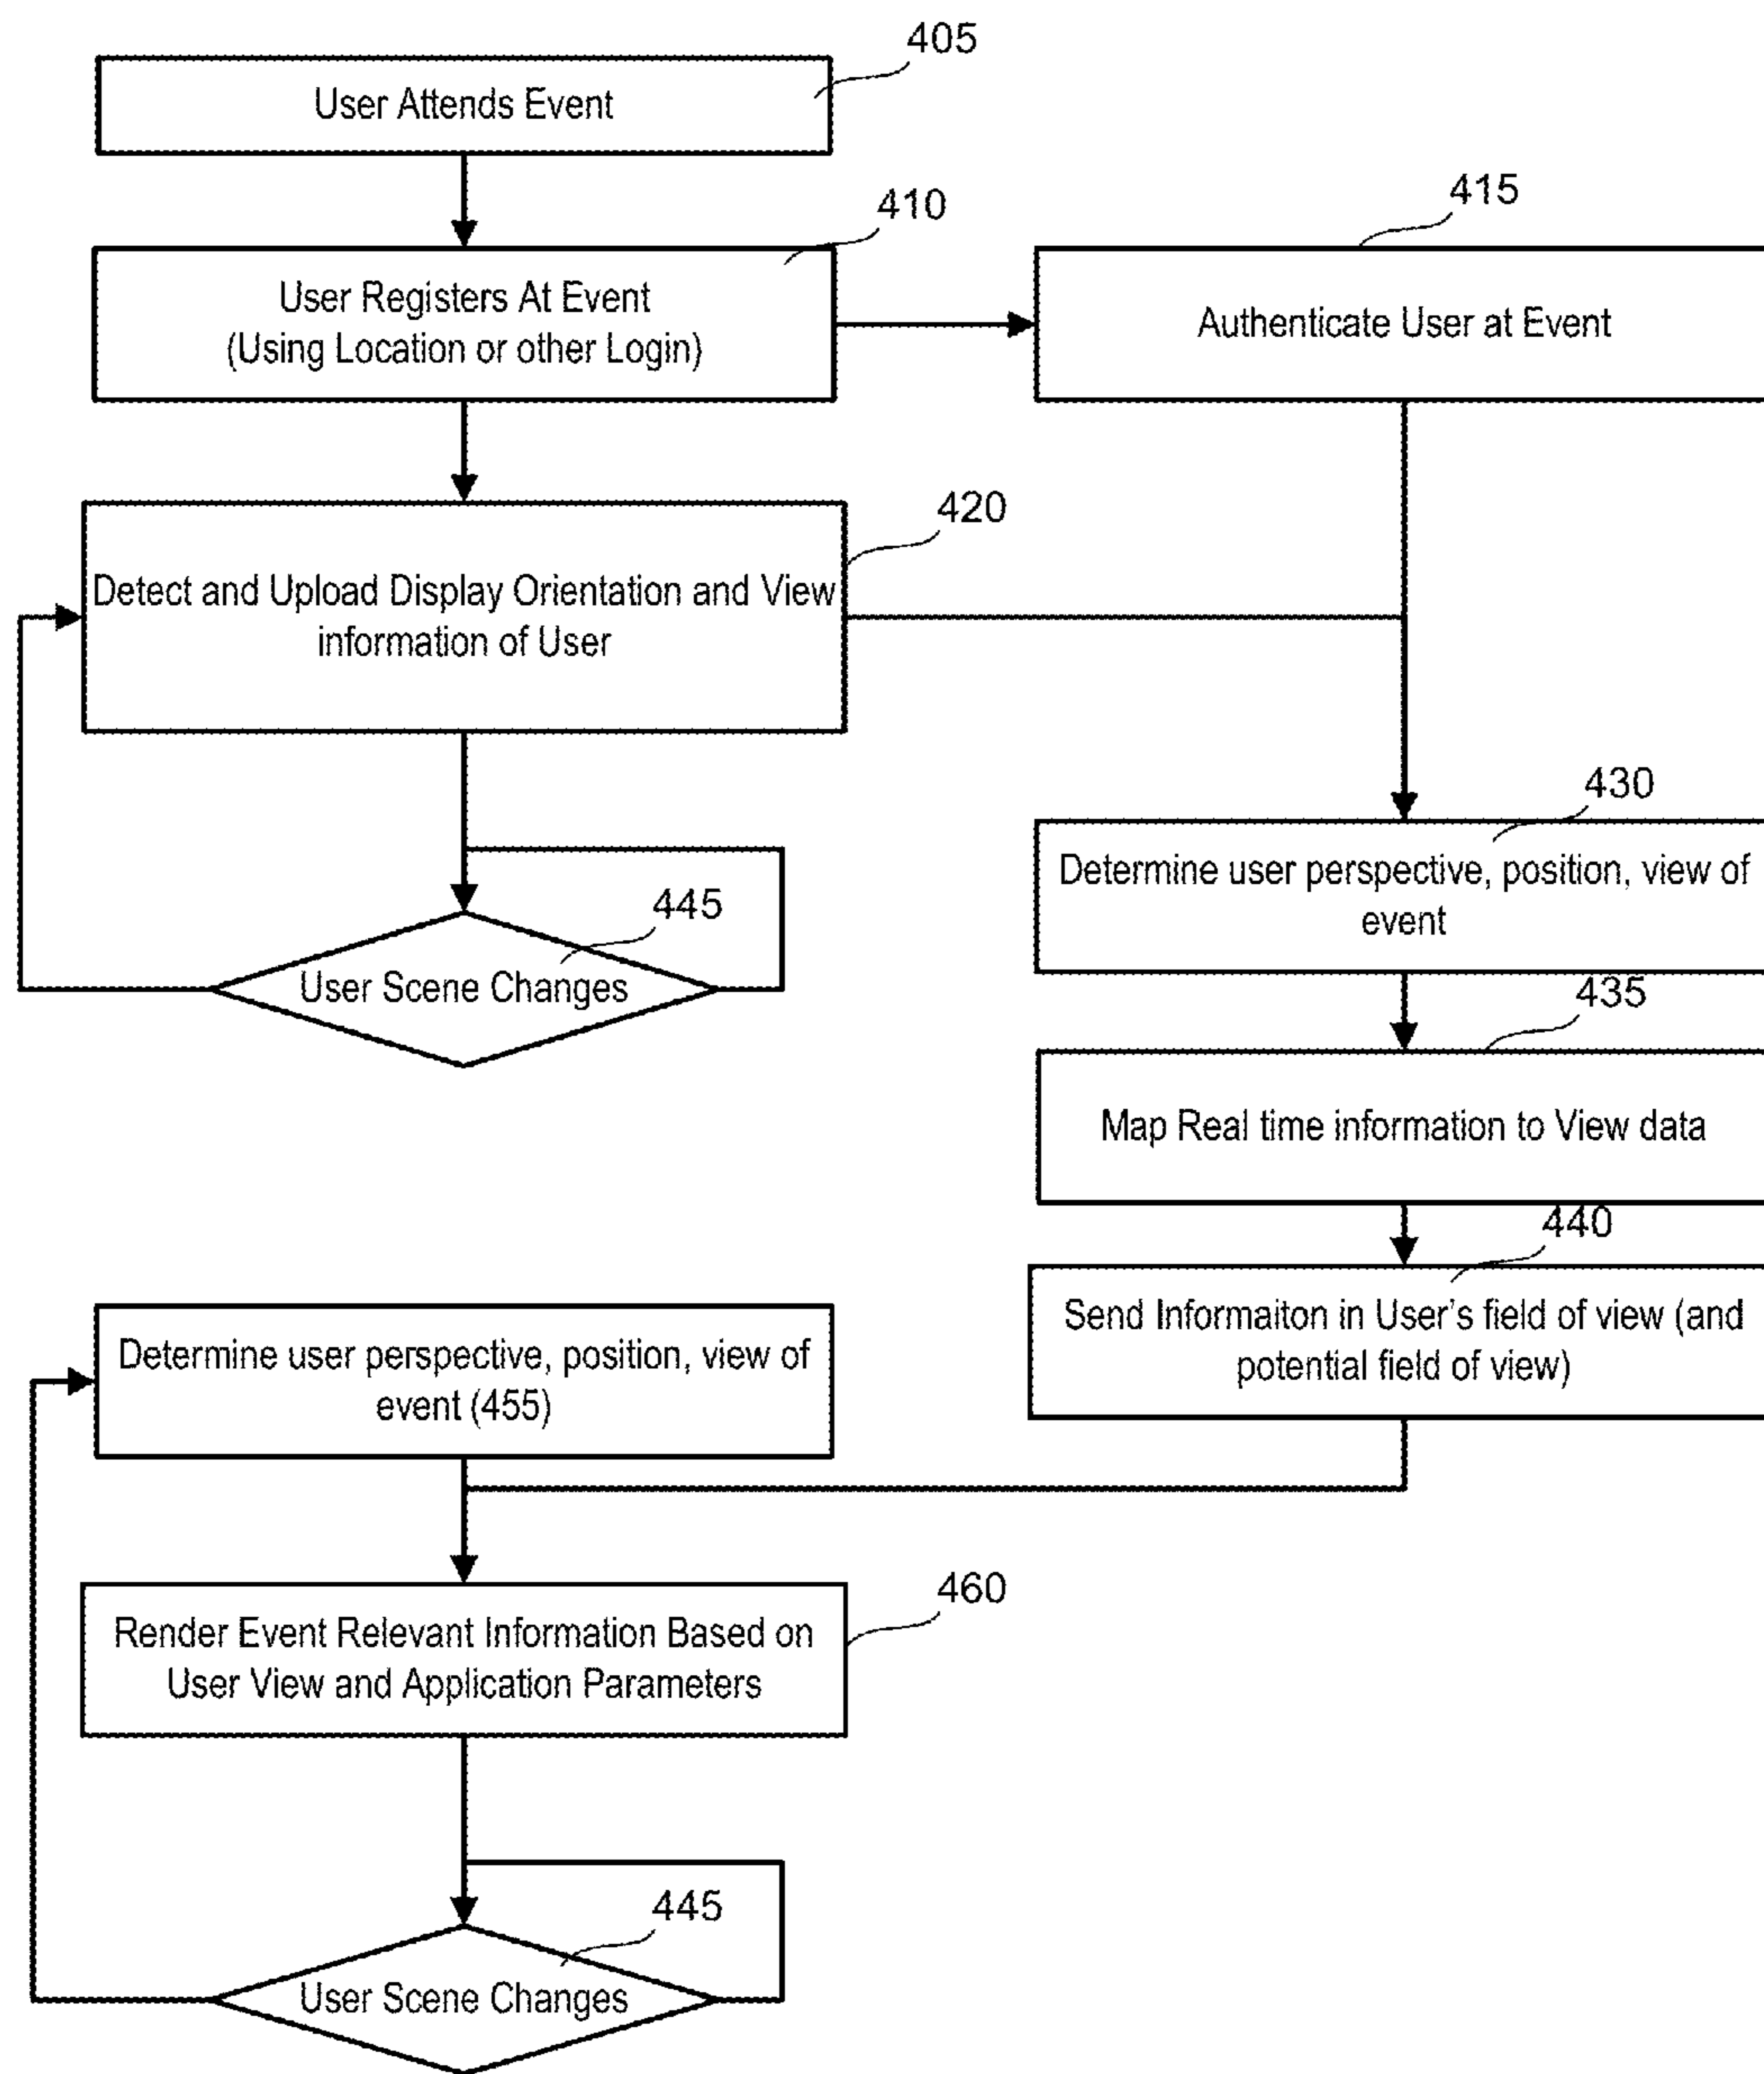 405
User Attends Event
410
415
User Registers At Event
(Using Location or other Login)
Authenticate User at Event
420
Detect and Upload Display Orientation and View
information of User
430
Determine user perspective, position, view of
event
445
User Scene Changes
435
Map Real time information to View data
440
Send Informaiton in User's field of view (and
potential field of view)
Determine user perspective, position, view of
event (455)
460
Render Event Relevant Information Based on
User View and Application Parameters
445
User Scene Changes